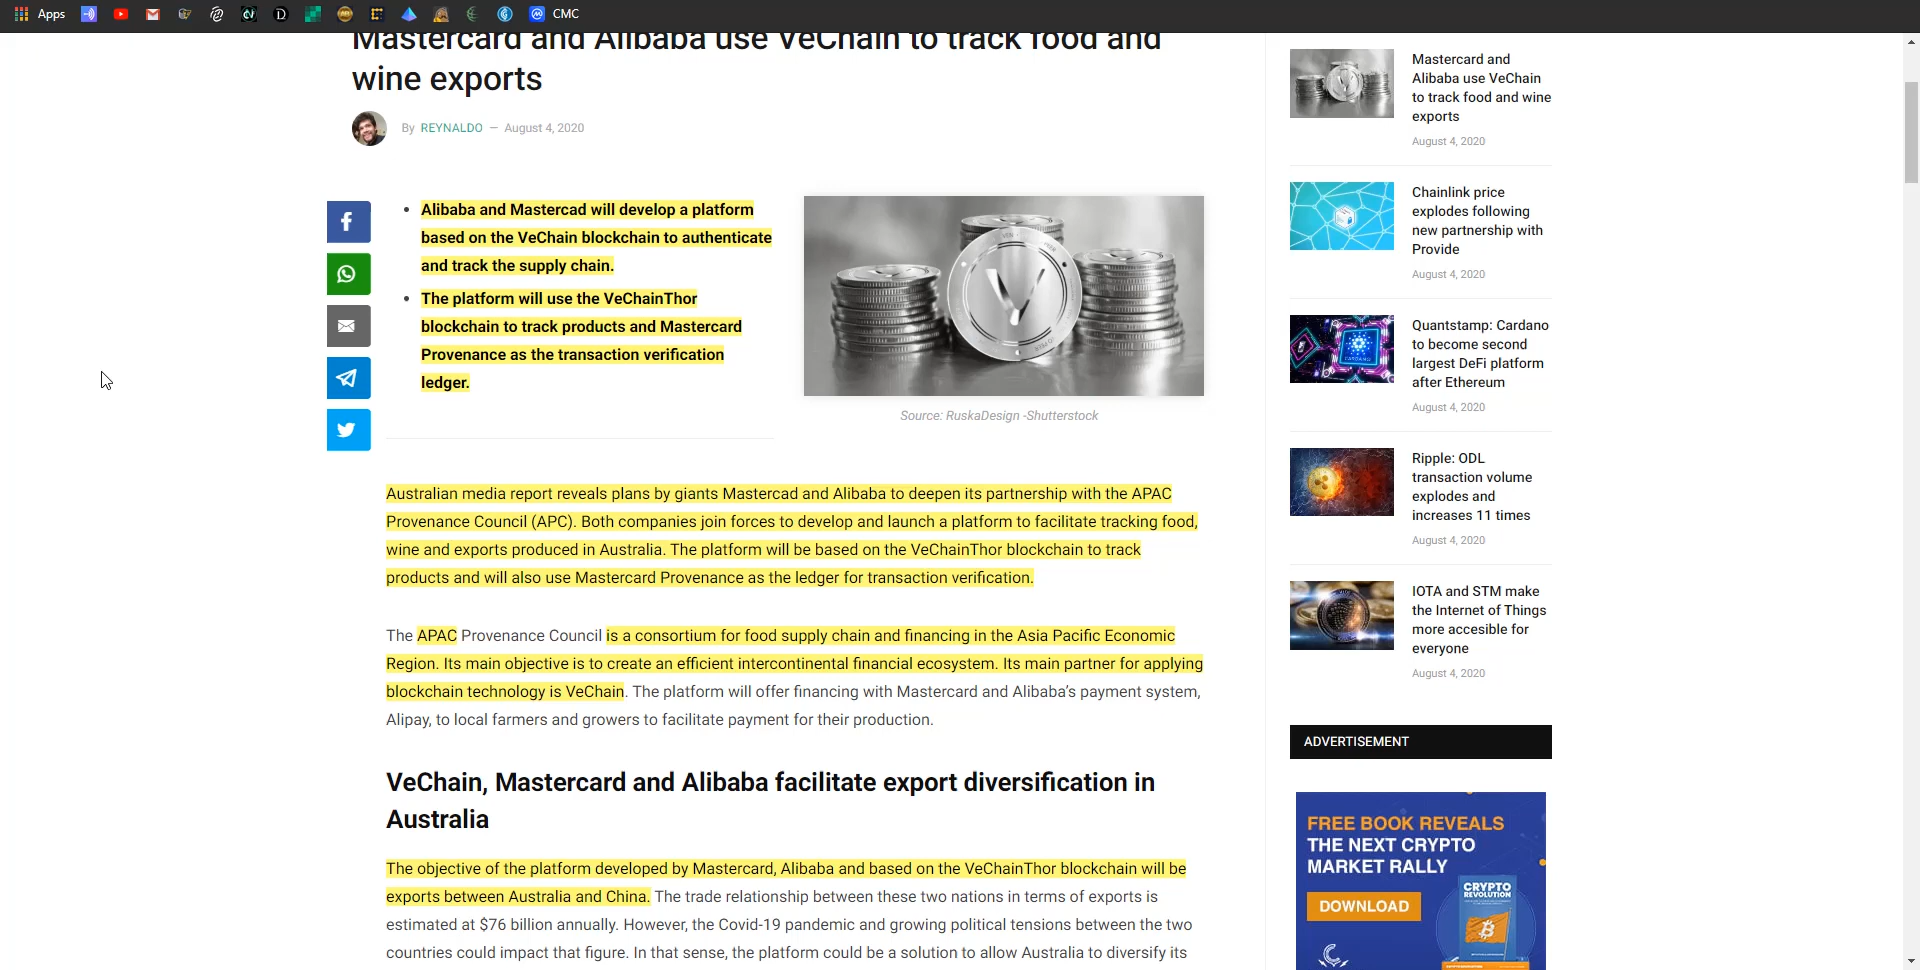 Apps
CMC
Mastercard and Alibaba use VeChain to track food and
wine exports
By REYNALDO — August 4, 2020
• Alibaba and Mastercad will develop a platform
based on the VeChain blockchain to authenticate
and track the supply chain.
• The platform will use the VeChainThor
blockchain to track products and Mastercard
Provenance as the transaction verification
ledger.
Source: RuskaDesign -Shutterstock
Australian media report reveals plans by giants Mastercad and Alibaba to deepen its partnership with the APAC
Provenance Council (APC). Both companies join forces to develop and launch a platform to facilitate tracking food,
wine and exports produced in Australia. The platform will be based on the VeChainThor blockchain to track
products and will also use Mastercard Provenance as the ledger for transaction verification.
The APAC Provenance Council is a consortium for food supply chain and financing in the Asia Pacific Economic
Region. Its main objective is to create an efficient intercontinental financial ecosystem. Its main partner for applying
blockchain technology is VeChain. The platform will offer financing with Mastercard and Alibaba's payment system,
Alipay, to local farmers and growers to facilitate payment for their production.
VeChain, Mastercard and Alibaba facilitate export diversification in
Australia
The objective of the platform developed by Mastercard, Alibaba and based on the VeChainThor blockchain will be
exports between Australia and China. The trade relationship between these two nations in terms of exports is
estimated at $76 billion annually. However, the Covid-19 pandemic and growing political tensions between the two
countries could impact that figure. In that sense, the platform could be a solution to allow Australia to diversify its
Mastercard and
Alibaba use VeChain
to track food and wine
exports
August 4, 2020
Chainlink price
explodes following
new partnership with
Provide
August 4, 2020
Quantstamp: Cardano
to become second
largest DeFi platform
after Ethereum
August 4, 2020
Ripple: ODL
transaction volume
explodes and
increases 11 times
August 4, 2020
IOTA and STM make
the Internet of Things
more accesible for
everyone
August 4, 2020
ADVERTISEMENT
FREE BOOK REVEALS
THE NEXT CRYPTO
MARKET RALLY
DOWNLOAD
CRYPTO
REVOLUTION